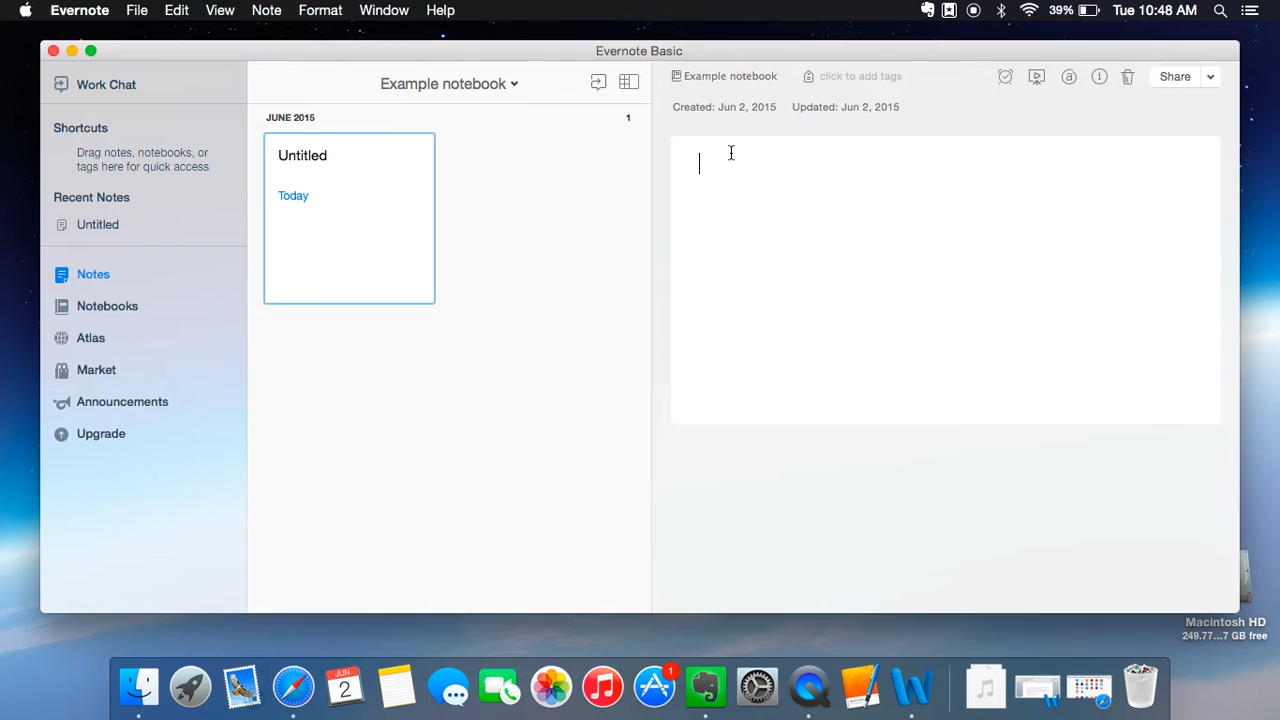 Evernote File Edit View Note Format Window Help 39% Tue 10:48 AM
Evernote Basic
Work Chat
Shortcuts
Drag notes, notebooks, or
tags here for quick access
Recent Notes
Untitled
Notes
Notebooks
Atlas
Market
Announcements
Upgrade
Example notebook
JUNE 2015 1
Untitled
Today
Example notebook click to add tags Share
Created: Jun 2, 2015 Updated: Jun 2, 2015
Macintosh HD
249.77...7 GB free
JUN
2
1